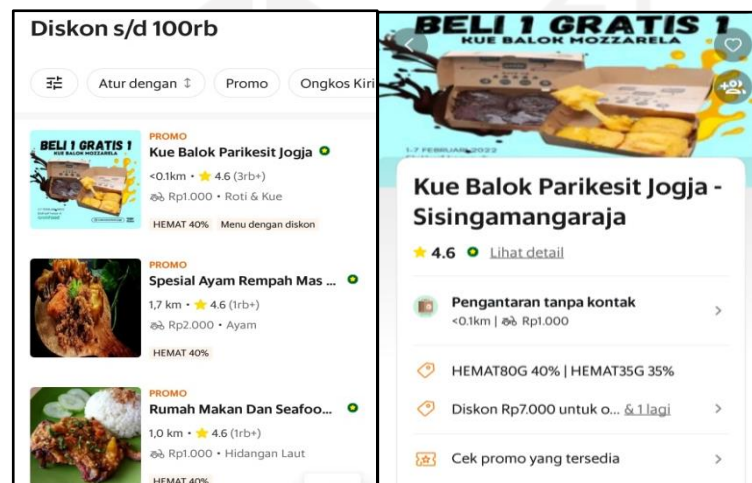 Diskon s/d 100rb
Atur dengan
Promo
Ongkos Kiri
BELI 1 GRATIS 1
KUE BALOK MOZZARELA
PROMO
Kue Balok Parikesit Jogja
<0.1km • 4.6 (3rb+)
Rp1.000 • Roti & Kue
HEMAT 40% Menu dengan diskon
PROMO
Spesial Ayam Rempah Mas ...
1,7 km • 4.6 (1rb+)
Rp2.000 • Ayam
HEMAT 40%
PROMO
Rumah Makan Dan Seafoo...
1,0 km • 4.6 (1rb+)
Rp1.000 • Hidangan Laut
HEMAT 40%
BELI 1 GRATIS 1
KUE BALOK MOZZARELA
1-7 FEBRUARI 2022
Kue Balok Parikesit Jogja -
Sisingamangaraja
4.6 Lihat detail
Pengantaran tanpa kontak
<0.1km | Rp1.000
HEMAT80G 40% | HEMAT35G 35%
Diskon Rp7.000 untuk o... & 1 lagi
Cek promo yang tersedia